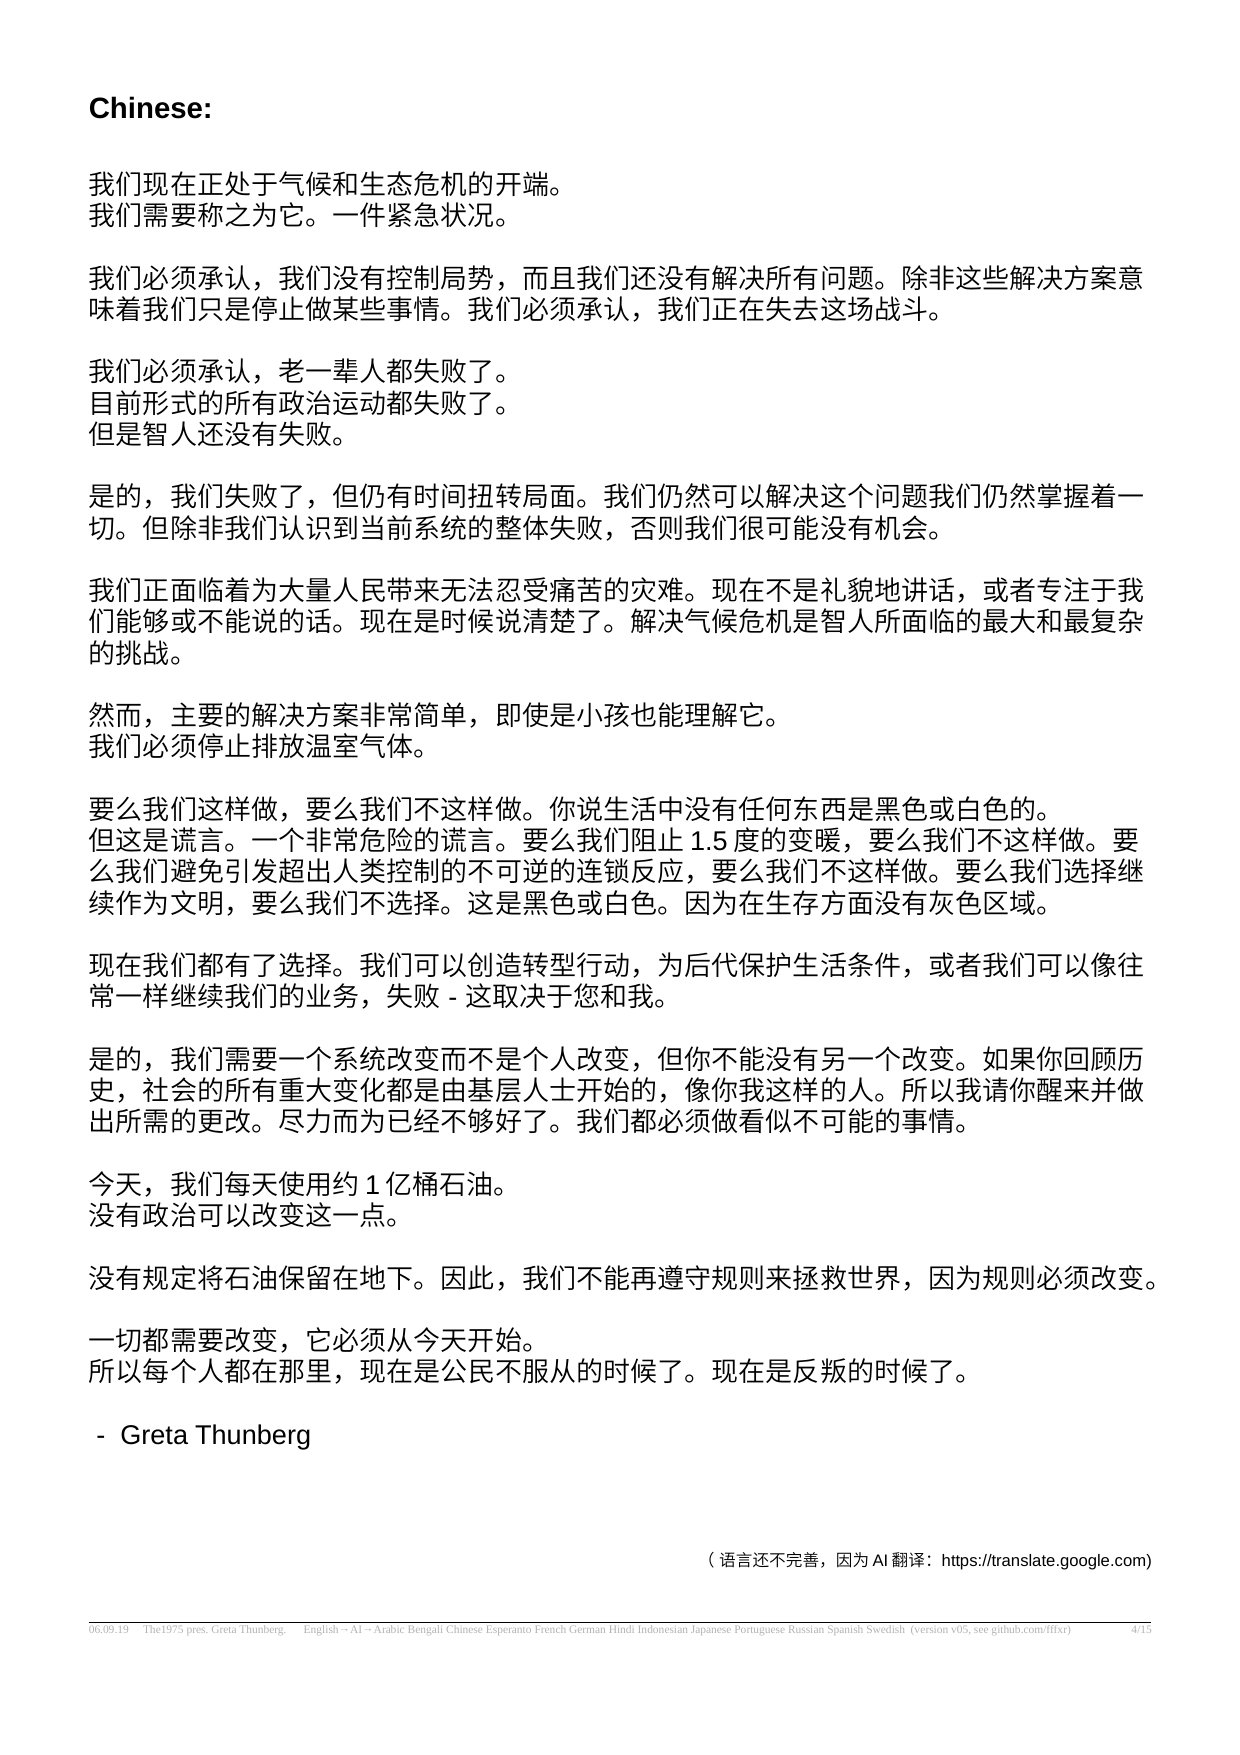 Chinese:
我们现在正处于气候和生态危机的开端。
我们需要称之为它。一件紧急状况。
我们必须承认，我们没有控制局势，而且我们还没有解决所有问题。除非这些解决方案意
味着我们只是停止做某些事情。我们必须承认，我们正在失去这场战斗。
我们必须承认，老一辈人都失败了。
目前形式的所有政治运动都失败了。
但是智人还没有失败。
是的，我们失败了，但仍有时间扭转局面。我们仍然可以解决这个问题我们仍然掌握着一
切。但除非我们认识到当前系统的整体失败，否则我们很可能没有机会。
我们正面临着为大量人民带来无法忍受痛苦的灾难。现在不是礼貌地讲话，或者专注于我
们能够或不能说的话。现在是时候说清楚了。解决气候危机是智人所面临的最大和最复杂
的挑战。
然而，主要的解决方案非常简单，即使是小孩也能理解它。
我们必须停止排放温室气体。
要么我们这样做，要么我们不这样做。你说生活中没有任何东西是黑色或白色的。
但这是谎言。一个非常危险的谎言。要么我们阻止 1.5 度的变暖，要么我们不这样做。要
么我们避免引发超出人类控制的不可逆的连锁反应，要么我们不这样做。要么我们选择继
续作为文明，要么我们不选择。这是黑色或白色。因为在生存方面没有灰色区域。
现在我们都有了选择。我们可以创造转型行动，为后代保护生活条件，或者我们可以像往
常一样继续我们的业务，失败 - 这取决于您和我。
是的，我们需要一个系统改变而不是个人改变，但你不能没有另一个改变。如果你回顾历
史，社会的所有重大变化都是由基层人士开始的，像你我这样的人。所以我请你醒来并做
出所需的更改。尽力而为已经不够好了。我们都必须做看似不可能的事情。
今天，我们每天使用约 1 亿桶石油。
没有政治可以改变这一点。
没有规定将石油保留在地下。因此，我们不能再遵守规则来拯救世界，因为规则必须改变。
一切都需要改变，它必须从今天开始。
所以每个人都在那里，现在是公民不服从的时候了。现在是反叛的时候了。
- Greta Thunberg
（ 语言还不完善，因为 AI 翻译：https://translate.google.com)
06.09.19 The1975 pres. Greta Thunberg. English→AI→Arabic Bengali Chinese Esperanto French German Hindi Indonesian Japanese Portuguese Russian Spanish Swedish (version v05, see github.com/fffxr) 4/15